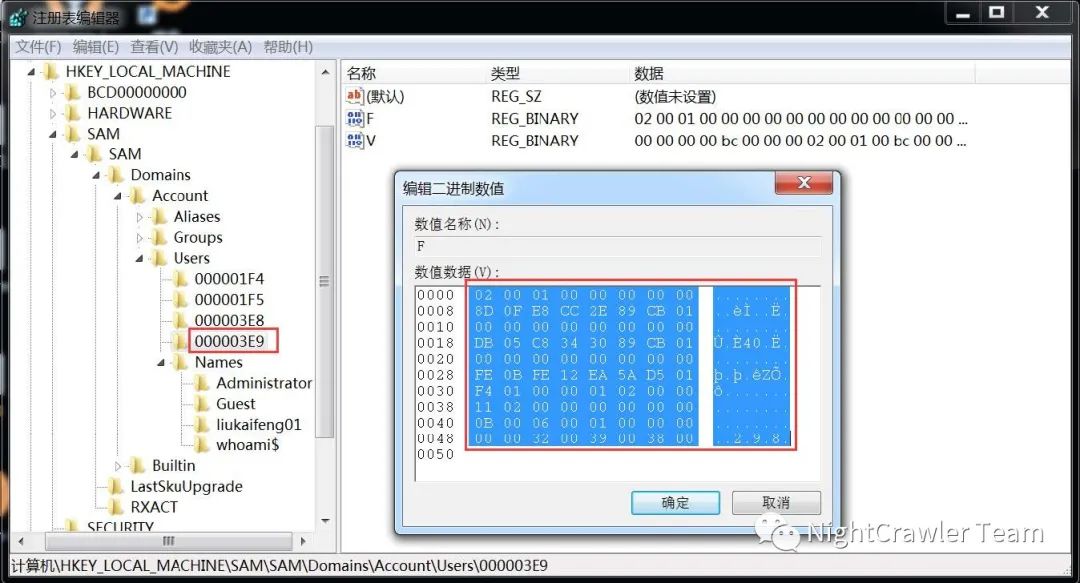 注册表编辑器
文件(F) 编辑(E) 查看(V) 收藏夹(A) 帮助(H)
HKEY_LOCAL_MACHINE
BCD00000000
HARDWARE
SAM
SAM
Domains
Account
Aliases
Groups
Users
000001F4
000001F5
000003E8
000003E9
Names
Administrator
Guest
liukaifeng01
whoami$
Builtin
LastSkuUpgrade
RXACT
SECURITY
名称 类型 数据
(默认) REG_SZ (数值未设置)
F REG_BINARY 02 00 01 00 00 00 00 00 00 00 00 00 00 00 00 ...
V REG_BINARY 00 00 00 00 bc 00 00 00 02 00 01 00 bc 00 00 ...
编辑二进制数值
数值名称(N):
F
数值数据(V):
0000 02 00 01 00 00 00 00 00 ........
0008 8D 0F E8 CC 2E 89 CB 01 ..èÌ..Ë.
0010 00 00 00 00 00 00 00 00 ........
0018 DB 05 C8 34 30 89 CB 01 Û.È40.Ë.
0020 00 00 00 00 00 00 00 00 ........
0028 FE 0B FE 12 EA 5A D5 01 þ.þ.êZÕ.
0030 F4 01 00 00 01 02 00 00 ô.......
0038 11 02 00 00 00 00 00 00 ........
0040 0B 00 06 00 01 00 00 00 ........
0048 00 00 32 00 39 00 38 00 ..2.9.8.
0050
确定 取消
NightCrawler Team
计算机\HKEY_LOCAL_MACHINE\SAM\SAM\Domains\Account\Users\000003E9